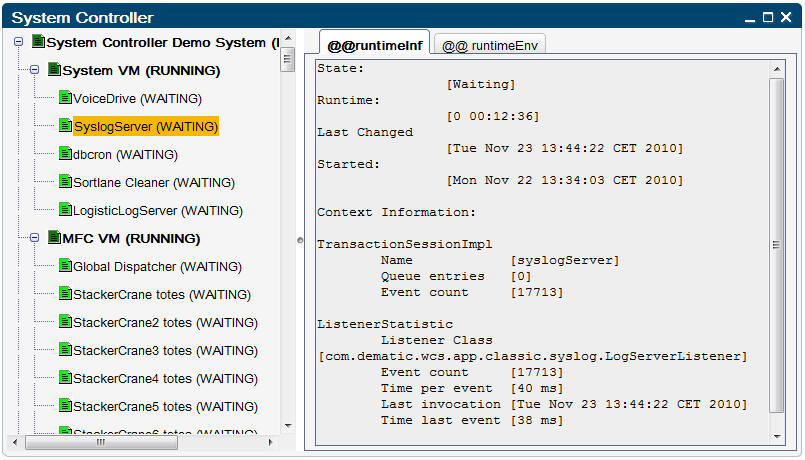 System Controller
System Controller Demo System (I
System VM (RUNNING)
VoiceDrive (WAITING)
SyslogServer (WAITING)
dbcron (WAITING)
Sortlane Cleaner (WAITING)
LogisticLogServer (WAITING)
MFC VM (RUNNING)
Global Dispatcher (WAITING)
StackerCrane totes (WAITING)
StackerCrane2 totes (WAITING)
StackerCrane3 totes (WAITING)
StackerCrane4 totes (WAITING)
StackerCrane5 totes (WAITING)
StackerCrane6 totes (WAITING)
@@runtimeInf
@@ runtimeEnv
State:
[Waiting]
Runtime:
[0 00:12:36]
Last Changed
[Tue Nov 23 13:44:22 CET 2010]
Started:
[Mon Nov 22 13:34:03 CET 2010]
Context Information:
TransactionSessionImpl
Name [syslogServer]
Queue entries [0]
Event count [17713]
ListenerStatistic
Listener Class
[com.dematic.wcs.app.classic.syslog.LogServerListener]
Event count [17713]
Time per event [40 ms]
Last invocation [Tue Nov 23 13:44:22 CET 2010]
Time last event [38 ms]